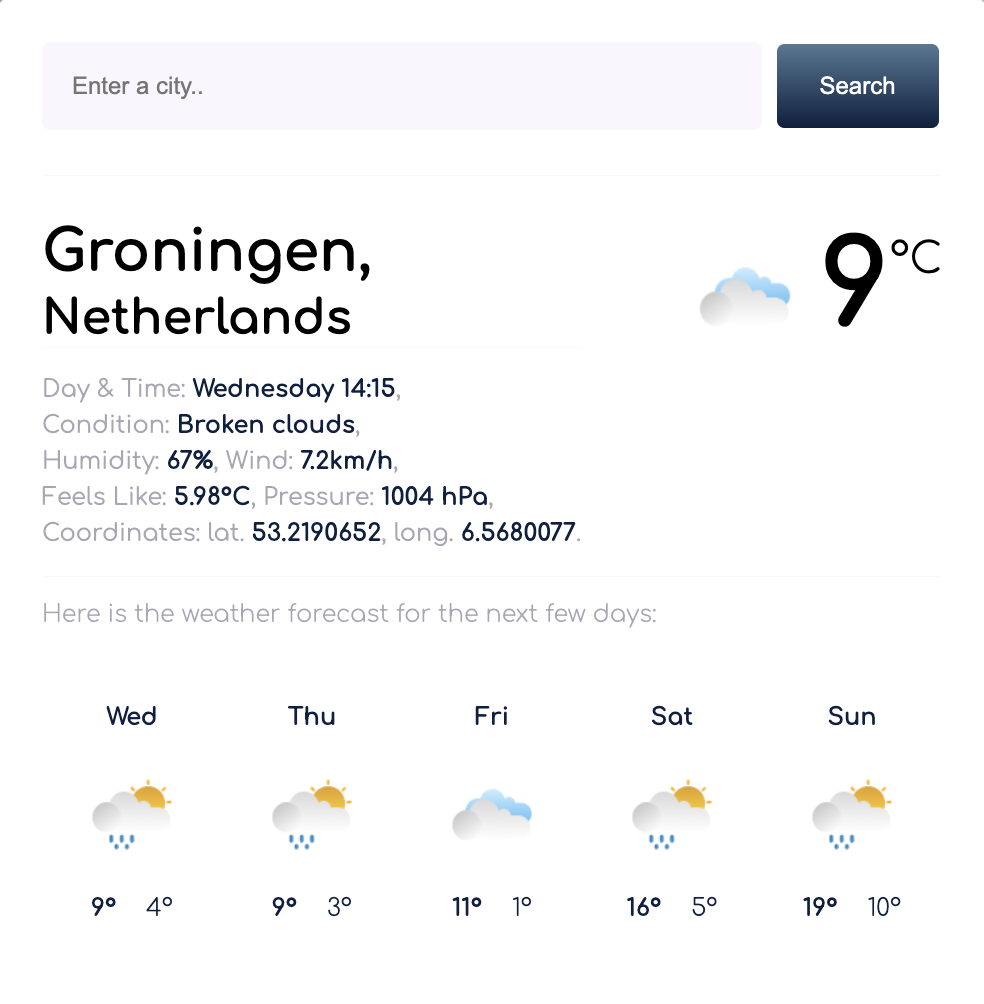 Enter a city..
Search
Groningen,
9°C
Netherlands
Day & Time: Wednesday 14:15,
Condition: Broken clouds,
Humidity: 67%, Wind: 7.2km/h,
Feels Like: 5.98°C, Pressure: 1004 hPa,
Coordinates: lat. 53.2190652, long. 6.5680077.
Here is the weather forecast for the next few days:
Wed Thu Fri Sat Sun
9° 4° 9° 3° 11° 1° 16° 5° 19° 10°